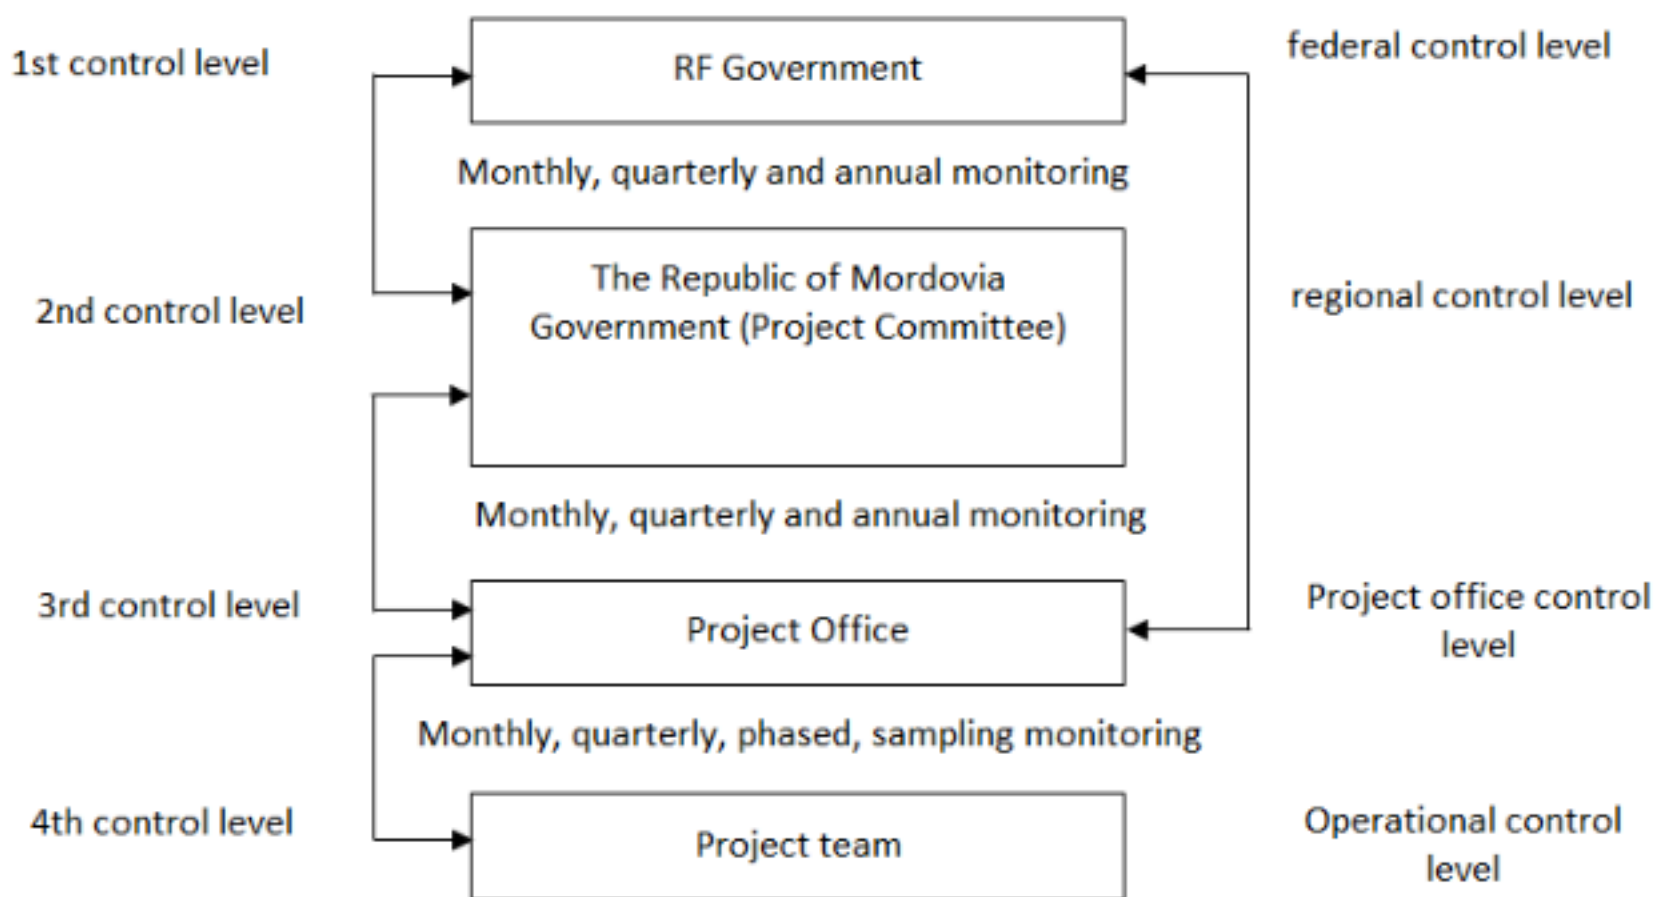 1st control level
RF Government
federal control level
Monthly, quarterly and annual monitoring
2nd control level
The Republic of Mordovia
Government (Project Committee)
regional control level
Monthly, quarterly and annual monitoring
3rd control level
Project Office
Project office control
level
Monthly, quarterly, phased, sampling monitoring
4th control level
Project team
Operational control
level